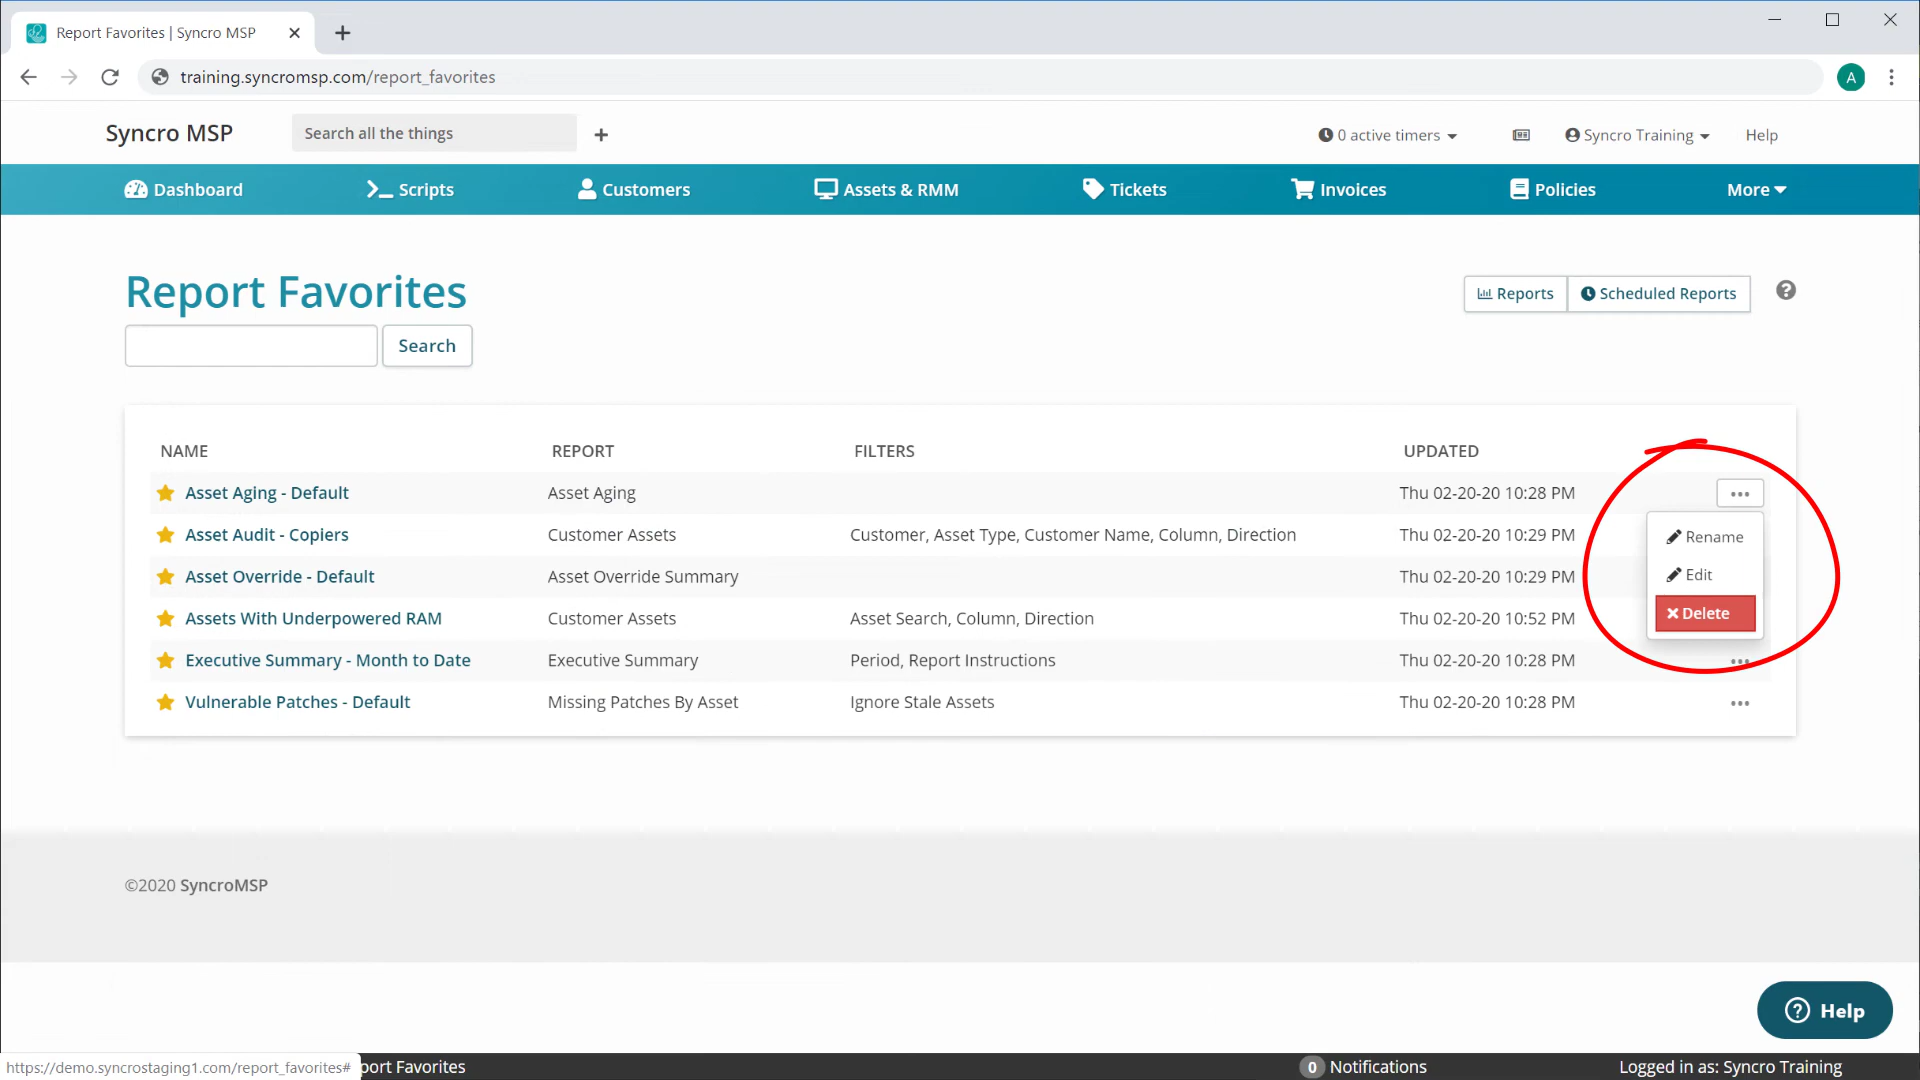 Report Favorites | Syncro MSP
training.syncromsp.com/report_favorites
A
Syncro MSP
Search all the things
0 active timers
Syncro Training
Help
Dashboard
Scripts
Customers
Assets & RMM
Tickets
Invoices
Policies
More
Report Favorites
Reports
Scheduled Reports
Search
NAME REPORT FILTERS UPDATED
Asset Aging - Default Asset Aging Thu 02-20-20 10:28 PM
Asset Audit - Copiers Customer Assets Customer, Asset Type, Customer Name, Column, Direction Thu 02-20-20 10:29 PM
Asset Override - Default Asset Override Summary Thu 02-20-20 10:29 PM
Assets With Underpowered RAM Customer Assets Asset Search, Column, Direction Thu 02-20-20 10:52 PM
Executive Summary - Month to Date Executive Summary Period, Report Instructions Thu 02-20-20 10:28 PM
Vulnerable Patches - Default Missing Patches By Asset Ignore Stale Assets Thu 02-20-20 10:28 PM
Rename
Edit
Delete
©2020 SyncroMSP
Help
https://demo.syncrostaging1.com/report_favorites#
port Favorites
0 Notifications
Logged in as: Syncro Training